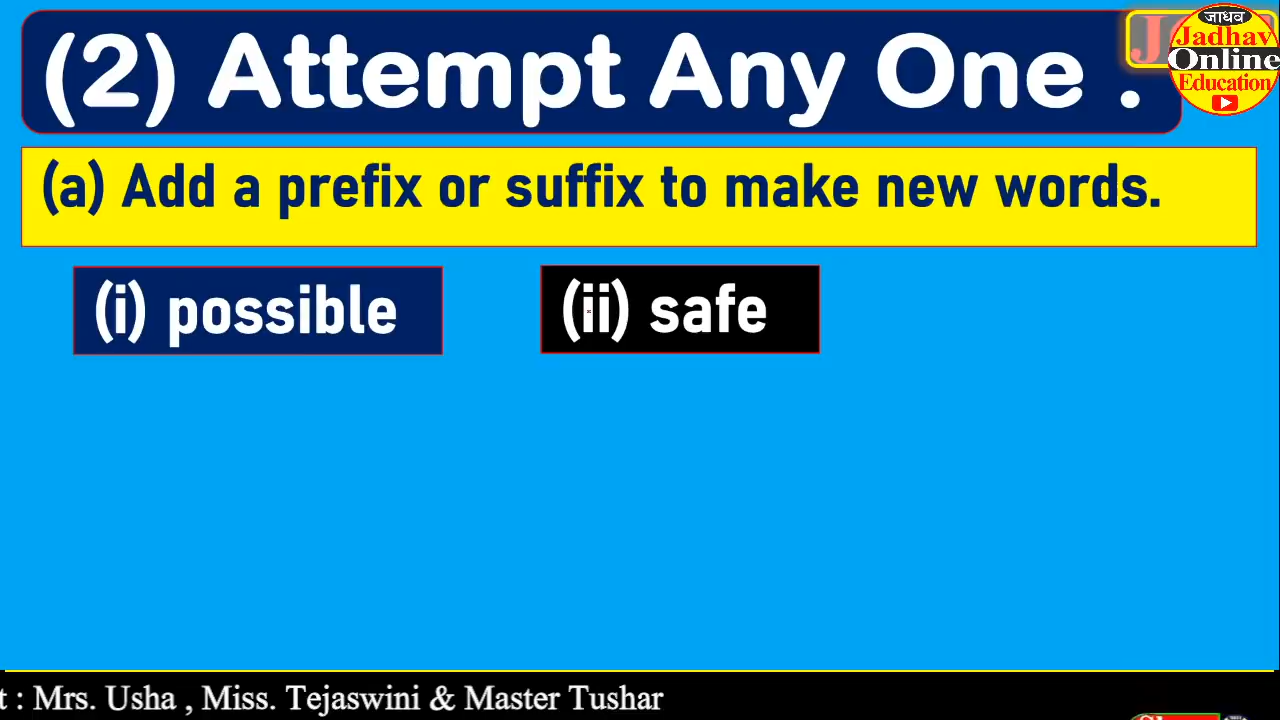 (2) Attempt Any One .
जाधव
Jadhav
Online
Education
(a) Add a prefix or suffix to make new words.
(i) possible
(ii) safe
t : Mrs. Usha , Miss. Tejaswini & Master Tushar